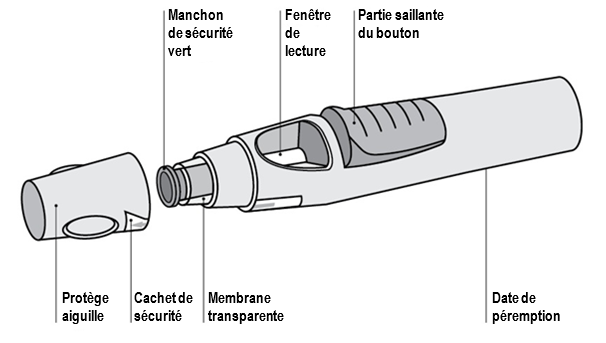 Manchon
de sécurité
vert
Fenêtre
de
lecture
Partie saillante
du bouton
Protège
aiguille
Cachet de
sécurité
Membrane
transparente
Date de
péremption